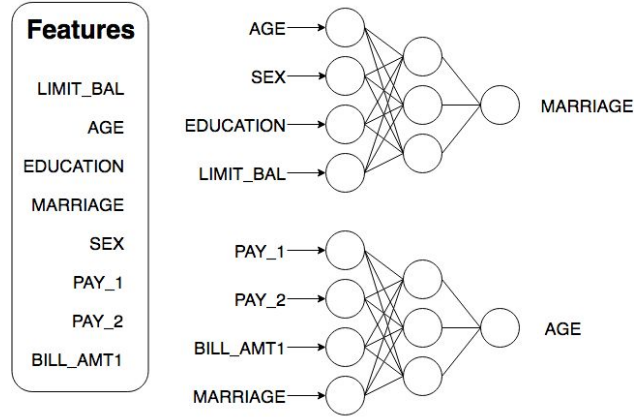 Features
LIMIT_BAL
AGE
EDUCATION
MARRIAGE
SEX
PAY_1
PAY_2
BILL_AMT1
AGE
SEX
EDUCATION
LIMIT_BAL
MARRIAGE
PAY_1
PAY_2
BILL_AMT1
MARRIAGE
AGE